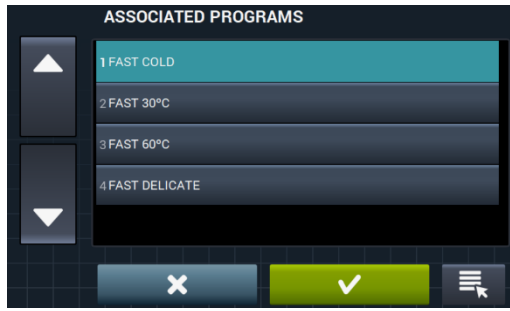 ASSOCIATED PROGRAMS
1 FAST COLD
2 FAST 30ºC
3 FAST 60ºC
4 FAST DELICATE